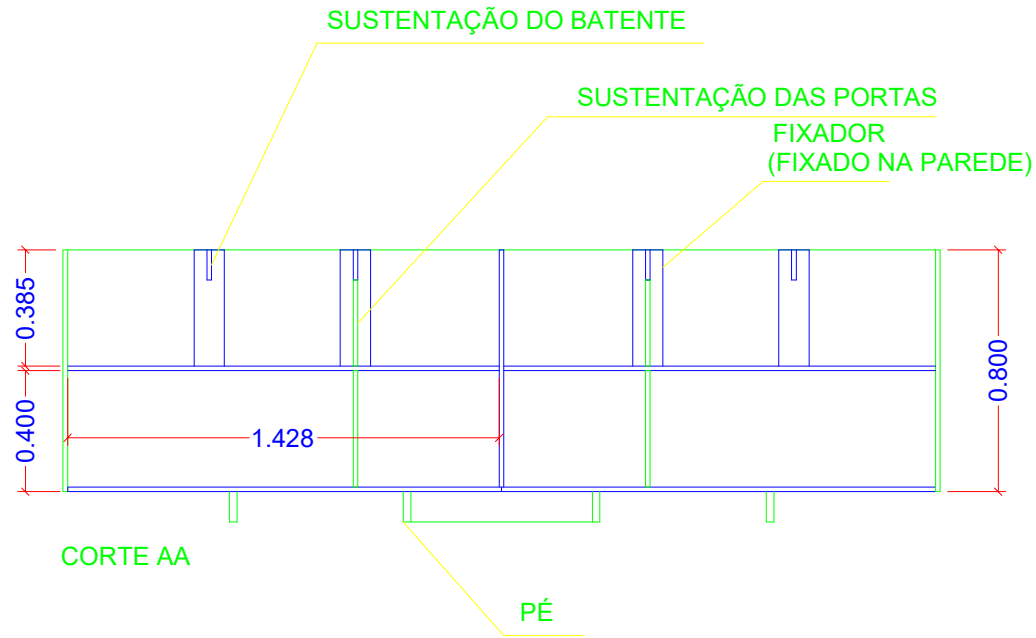 SUSTENTAÇÃO DO BATENTE
SUSTENTAÇÃO DAS PORTAS
FIXADOR
(FIXADO NA PAREDE)
0.385
0.400
1.428
0.800
CORTE AA
PÉ